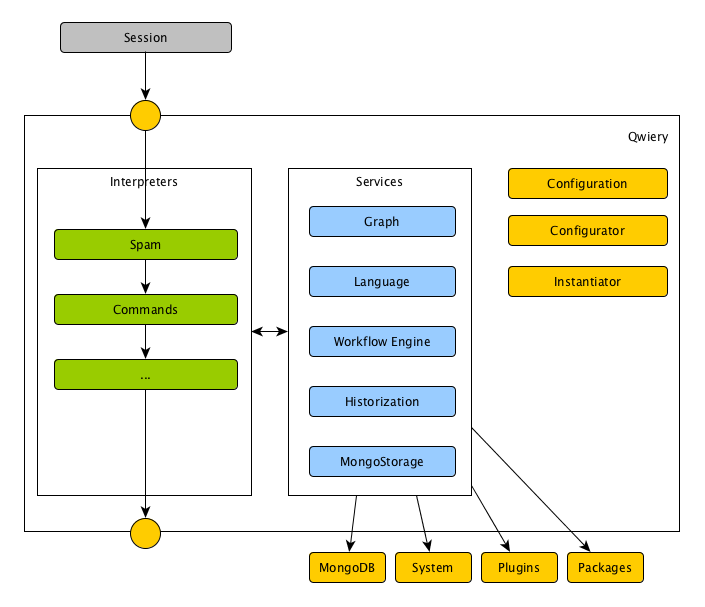 Session
Qwiery
Interpreters
Spam
Commands
...
Services
Graph
Language
Workflow Engine
Historization
MongoStorage
Configuration
Configurator
Instantiator
MongoDB
System
Plugins
Packages